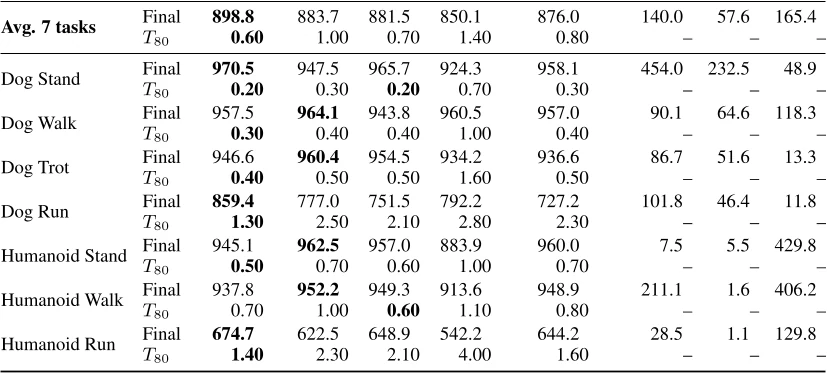 Avg. 7 tasks Final 898.8 883.7 881.5 850.1 876.0 140.0 57.6 165.4
T80 0.60 1.00 0.70 1.40 0.80 – – –
Dog Stand Final 970.5 947.5 965.7 924.3 958.1 454.0 232.5 48.9
T80 0.20 0.30 0.20 0.70 0.30 – – –
Dog Walk Final 957.5 964.1 943.8 960.5 957.0 90.1 64.6 118.3
T80 0.30 0.40 0.40 1.00 0.40 – – –
Dog Trot Final 946.6 960.4 954.5 934.2 936.6 86.7 51.6 13.3
T80 0.40 0.50 0.50 1.60 0.50 – – –
Dog Run Final 859.4 777.0 751.5 792.2 727.2 101.8 46.4 11.8
T80 1.30 2.50 2.10 2.80 2.30 – – –
Humanoid Stand Final 945.1 962.5 957.0 883.9 960.0 7.5 5.5 429.8
T80 0.50 0.70 0.60 1.00 0.70 – – –
Humanoid Walk Final 937.8 952.2 949.3 913.6 948.9 211.1 1.6 406.2
T80 0.70 1.00 0.60 1.10 0.80 – – –
Humanoid Run Final 674.7 622.5 648.9 542.2 644.2 28.5 1.1 129.8
T80 1.40 2.30 2.10 4.00 1.60 – – –